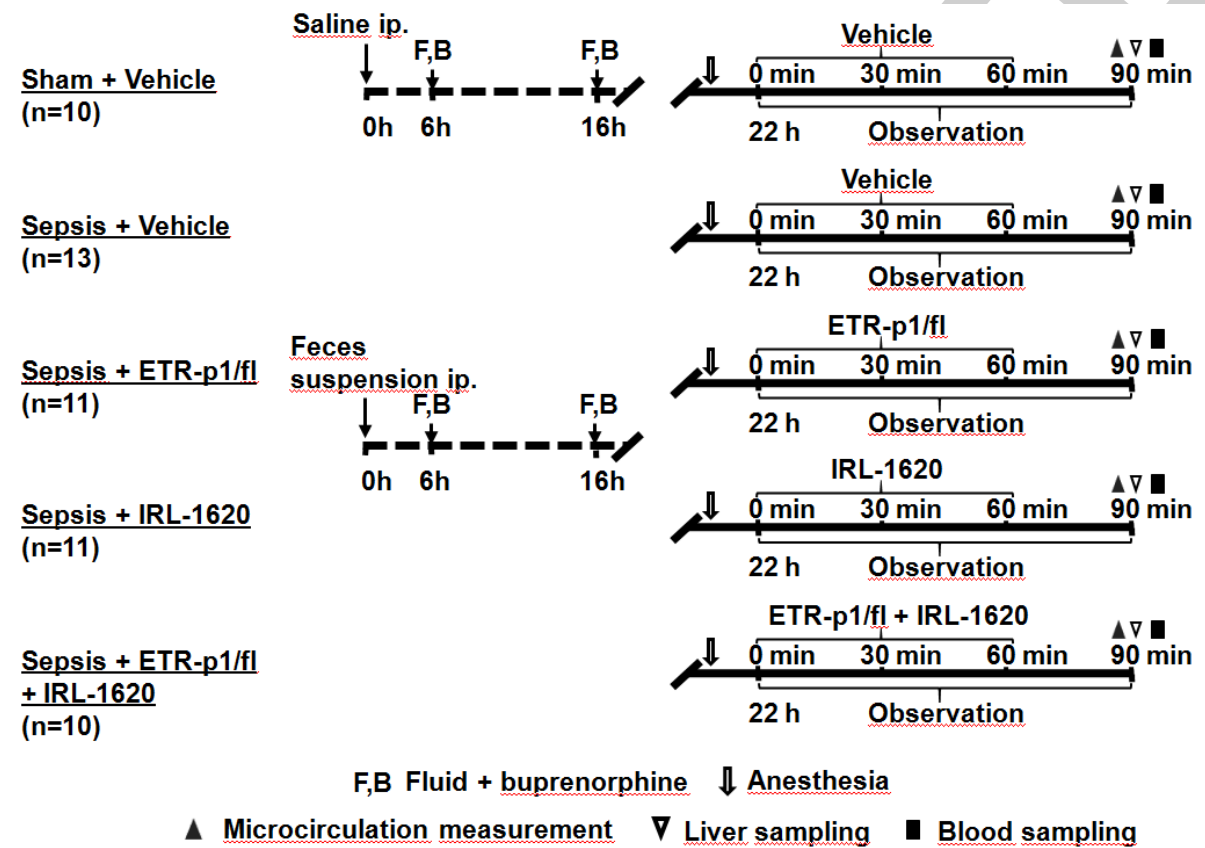 Saline ip.
F,B F,B
Vehicle
Sham + Vehicle
(n=10)
0 min 30 min 60 min 90 min
0h 6h 16h
22 h Observation
Vehicle
Sepsis + Vehicle
(n=13)
0 min 30 min 60 min 90 min
22 h Observation
ETR-p1/fl
Feces
suspension ip.
Sepsis + ETR-p1/fl
(n=11)
0 min 30 min 60 min 90 min
F,B F,B
22 h Observation
0h 6h 16h
IRL-1620
Sepsis + IRL-1620
(n=11)
0 min 30 min 60 min 90 min
22 h Observation
ETR-p1/fl + IRL-1620
Sepsis + ETR-p1/fl
+ IRL-1620
(n=10)
0 min 30 min 60 min 90 min
22 h Observation
F,B Fluid + buprenorphine Anesthesia
Microcirculation measurement Liver sampling Blood sampling